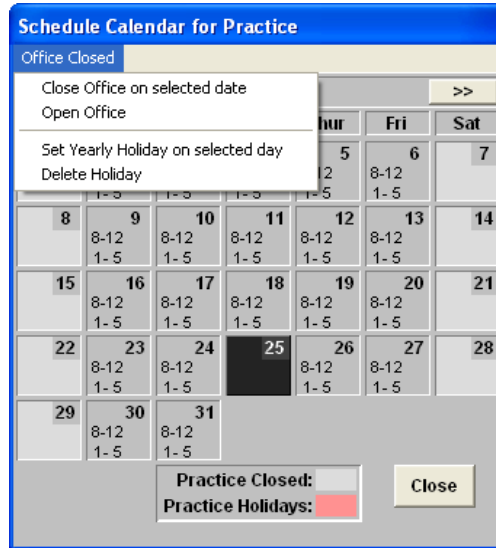 Schedule Calendar for Practice
Office Closed
Close Office on selected date
Open Office
Set Yearly Holiday on selected day
Delete Holiday
>>
hur Fri Sat
5 6 7
12 8-12
1- 5 1- 5 1- 5 1- 5 1- 5
8 9 10 11 12 13 14
8-12 8-12 8-12 8-12 8-12
1- 5 1- 5 1- 5 1- 5 1- 5
15 16 17 18 19 20 21
8-12 8-12 8-12 8-12 8-12
1- 5 1- 5 1- 5 1- 5 1- 5
22 23 24 25 26 27 28
8-12 8-12 8-12 8-12
1- 5 1- 5 1- 5 1- 5
29 30 31
8-12 8-12
1- 5 1- 5
Practice Closed:
Practice Holidays:
Close